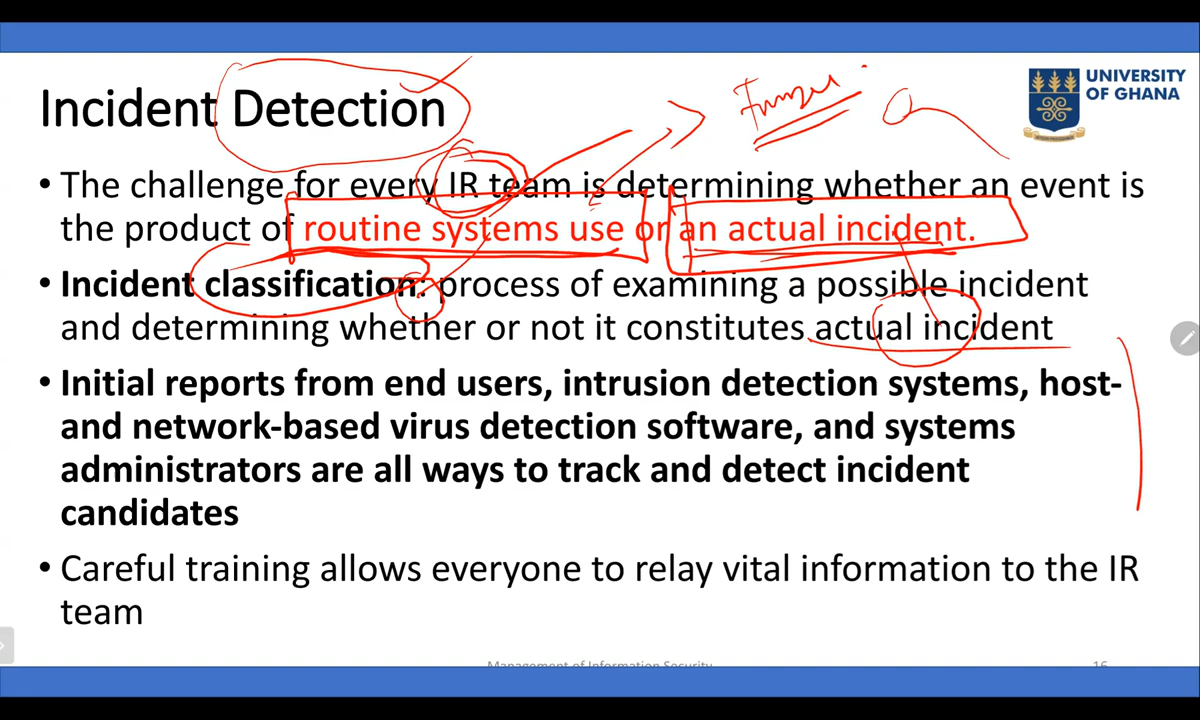 Incident Detection
UNIVERSITY
OF GHANA
• The challenge for every IR team is determining whether an event is
the product of routine systems use or an actual incident.
• Incident classification: process of examining a possible incident
and determining whether or not it constitutes actual incident
• Initial reports from end users, intrusion detection systems, host-
and network-based virus detection software, and systems
administrators are all ways to track and detect incident
candidates
• Careful training allows everyone to relay vital information to the IR
team
Management of Information Security
16